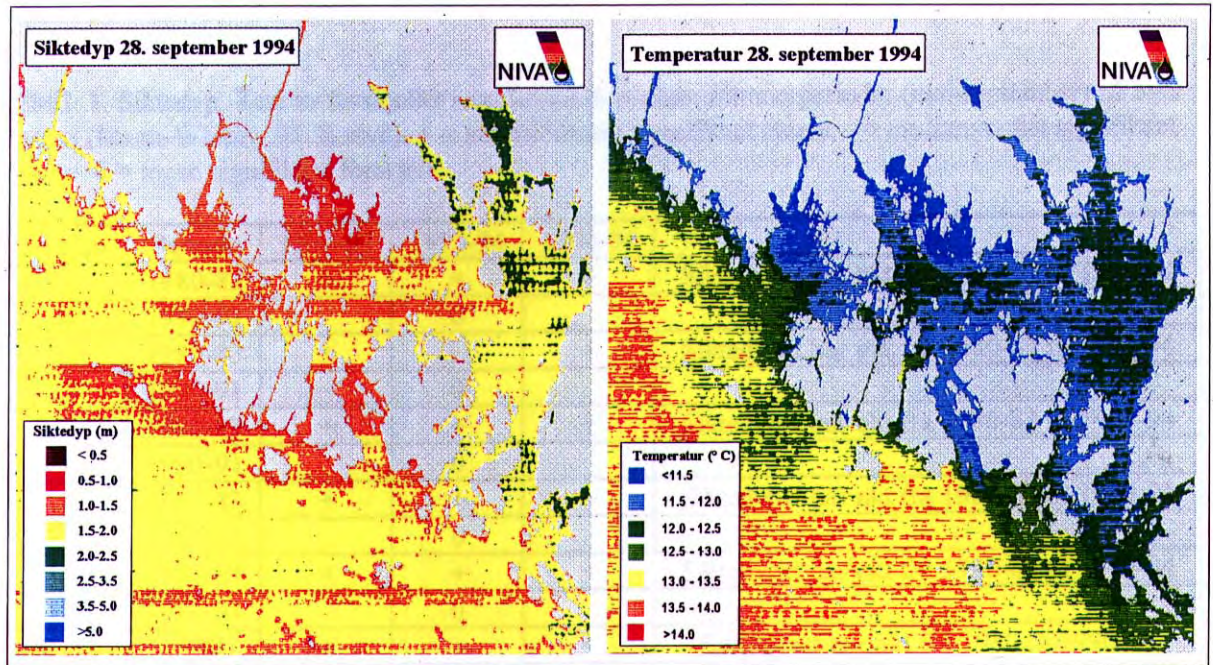 Siktedyp 28. september 1994
NIVA
Siktedyp (m)
< 0.5
0.5-1.0
1.0-1.5
1.5-2.0
2.0-2.5
2.5-3.5
3.5-5.0
>5.0
Temperatur 28. september 1994
NIVA
Temperatur (° C)
<11.5
11.5 - 12.0
12.0 - 12.5
12.5 - 13.0
13.0 - 13.5
13.5 - 14.0
>14.0